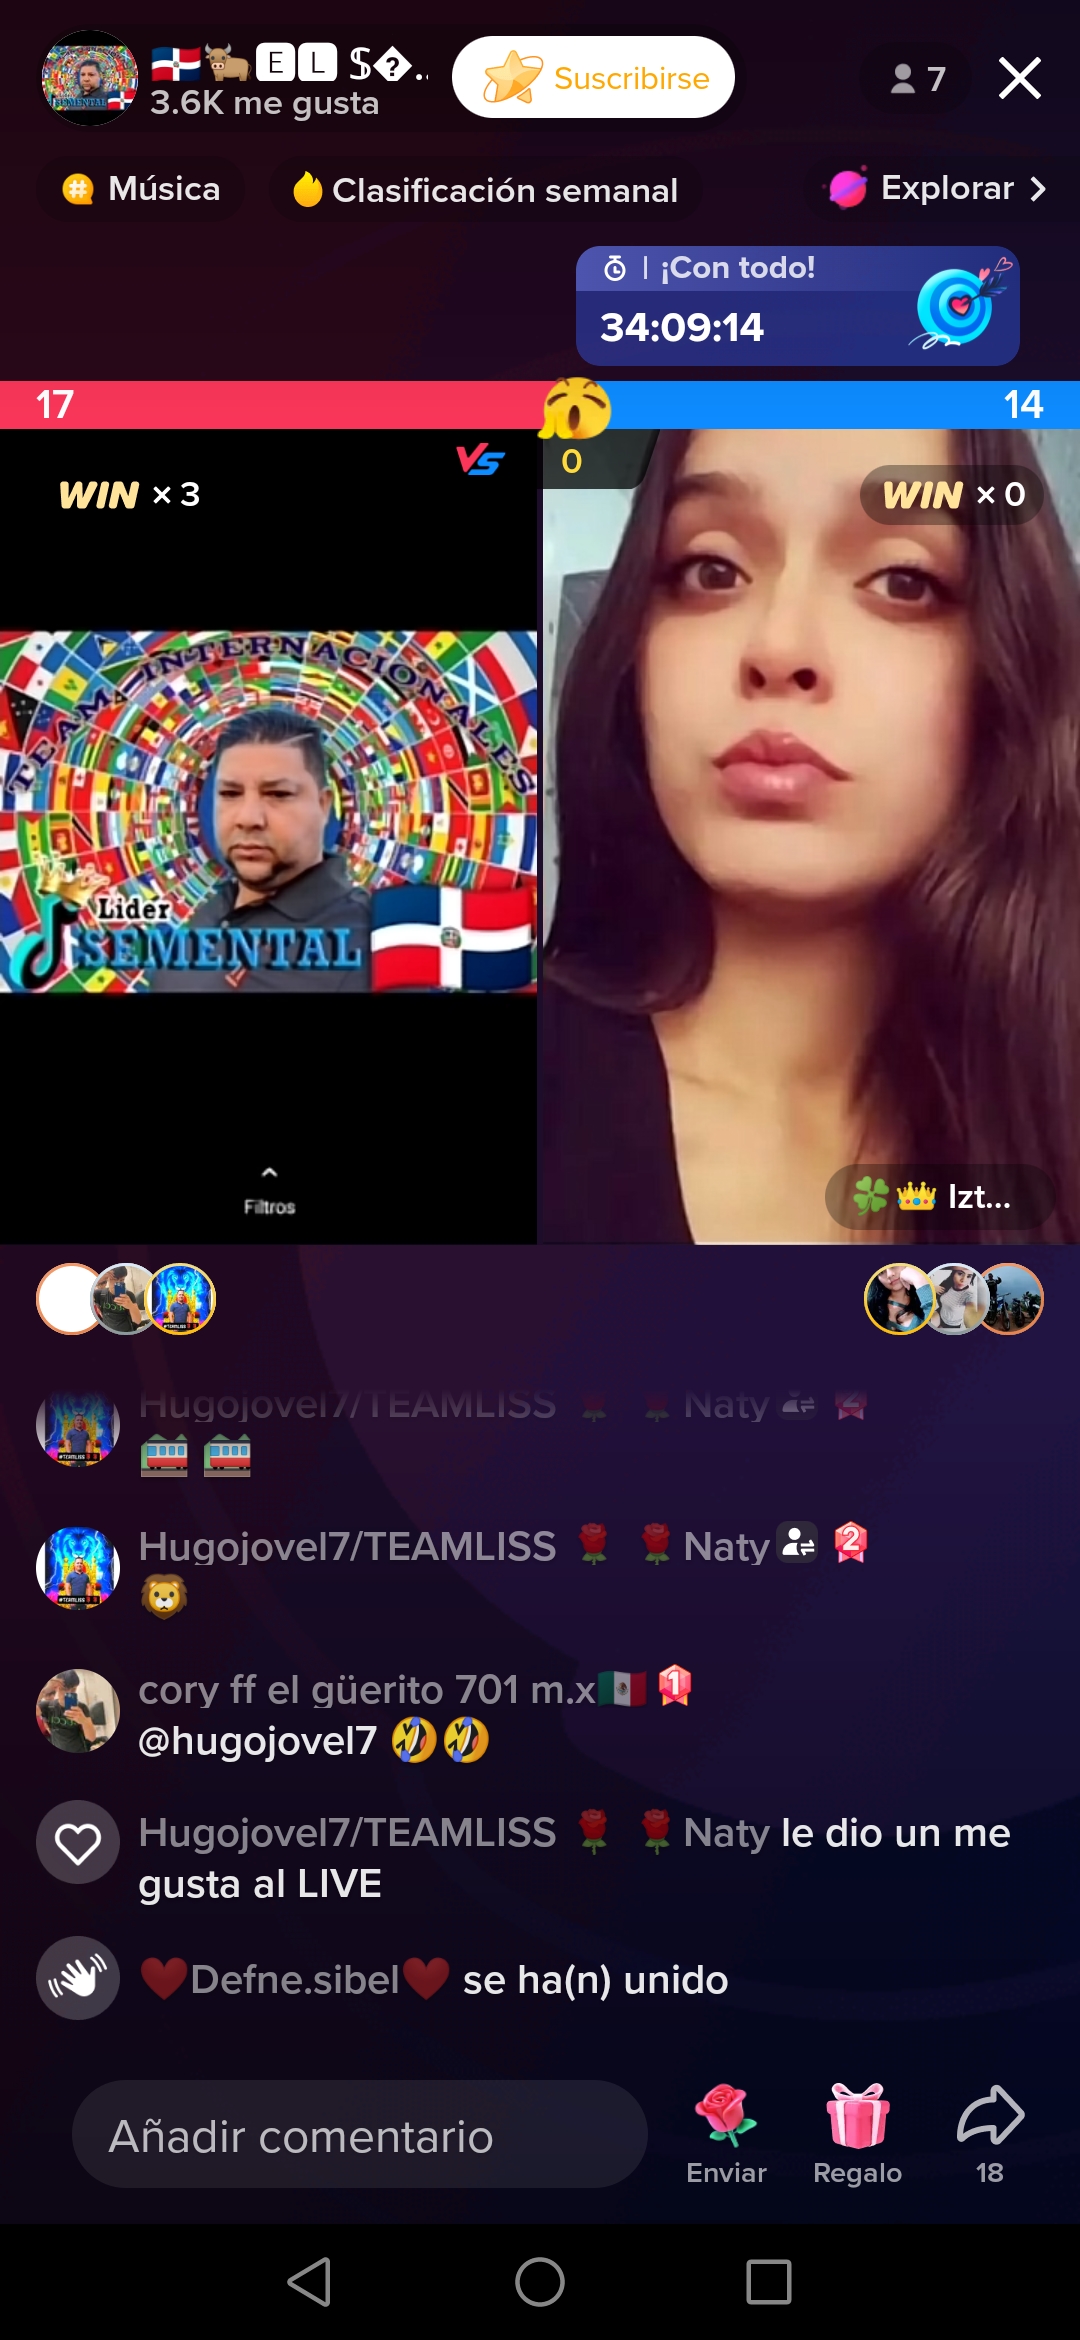 🇩🇴🐂🄴🄻 $�..
3.6K me gusta
Suscribirse
7
Música
Clasificación semanal
Explorar
¡Con todo!
34:09:14
17
14
VS
0
WIN × 3
WIN × 0
TEAM INTERNACIONALES
Lider
SEMENTAL
Filtros
🍀👑 Izt...
Hugojovel7/TEAMLISS 🌹 🌹 Naty 2
🚞 🚞
Hugojovel7/TEAMLISS 🌹 🌹 Naty 2
🦁
cory ff el güerito 701 m.x🇲🇽 1
@hugojovel7 🤣🤣
Hugojovel7/TEAMLISS 🌹 🌹 Naty le dio un me
gusta al LIVE
❤️Defne.sibel❤️ se ha(n) unido
Añadir comentario
Enviar
Regalo
18